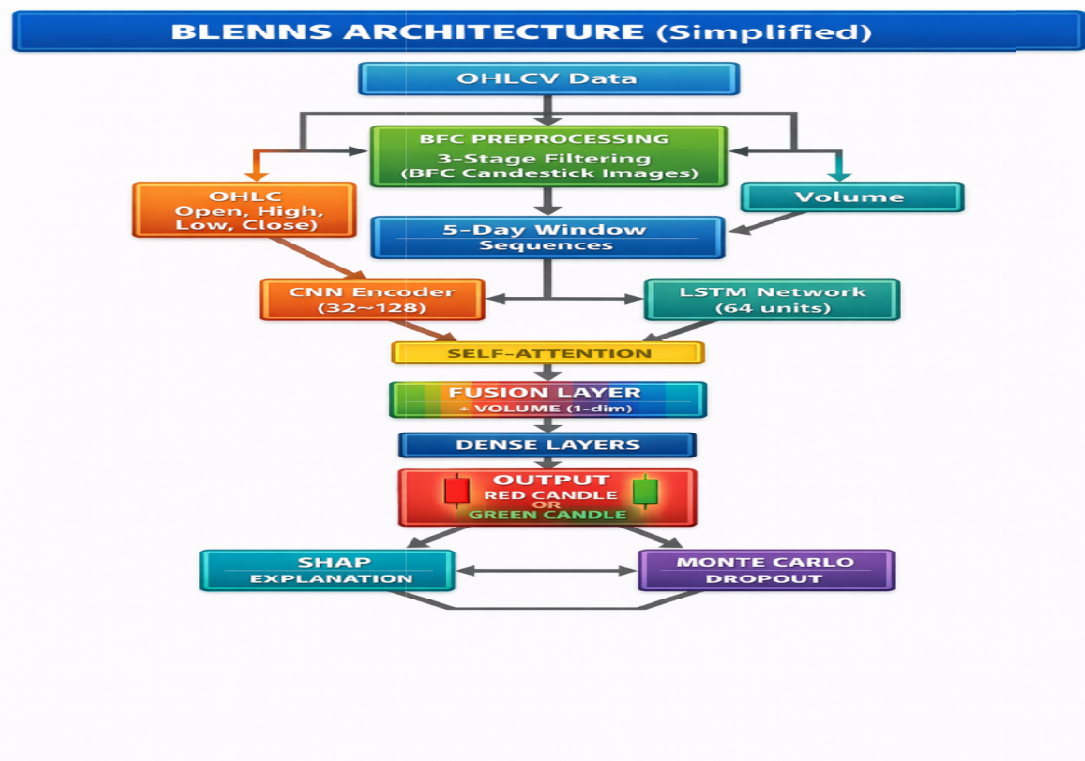 BLENNS ARCHITECTURE (Simplified)
OHLCV Data
BFC PREPROCESSING
3-Stage Filtering
(BFC Candestick Images)
OHLC
Open, High,
Low, Close)
Volume
5-Day Window
Sequences
CNN Encoder
(32~128)
LSTM Network
(64 units)
SELF-ATTENTION
FUSION LAYER
+ VOLUME (1-dim)
DENSE LAYERS
OUTPUT
RED CANDLE
OR
GREEN CANDLE
SHAP
EXPLANATION
MONTE CARLO
DROPOUT